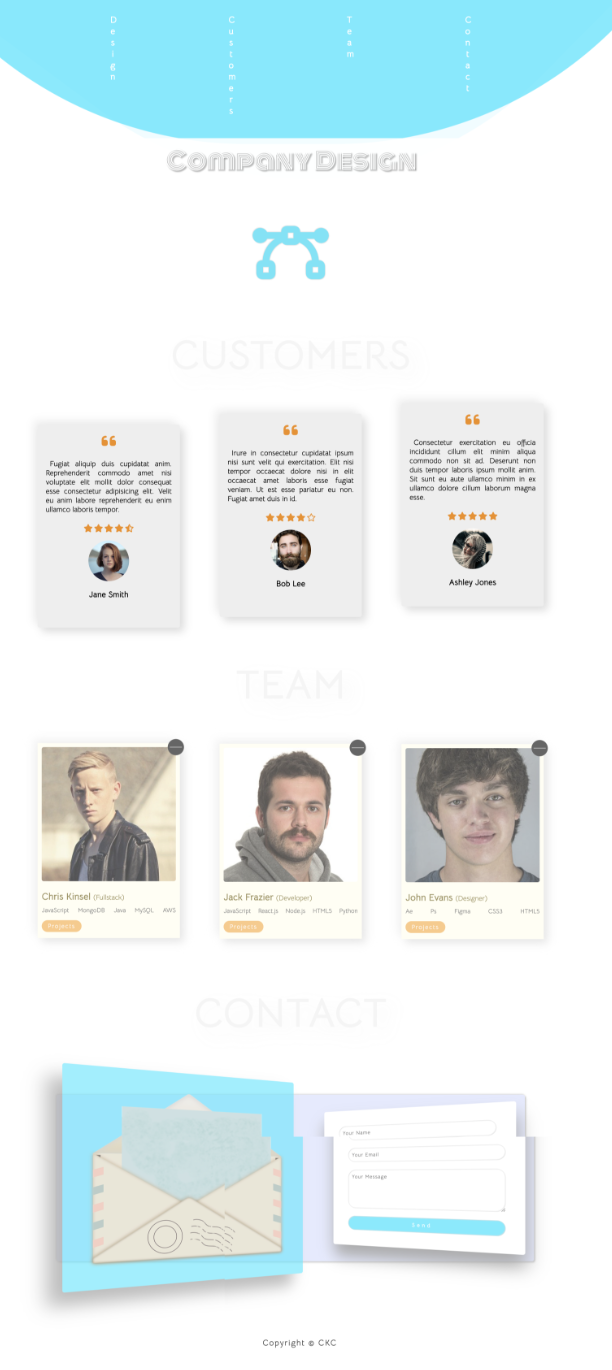 Design
Customers
Team
Contact
Company Design
CUSTOMERS
Fugiat aliquip duis cupidatat anim.
Reprehenderit commodo amet nisi
voluptate elit mollit dolor consequat
esse consectetur adipisicing elit. Velit
eu anim labore reprehenderit eu enim
ullamco laboris tempor.
Jane Smith
Irure in consectetur cupidatat ipsum
nisi sunt velit qui exercitation. Elit nisi
tempor occaecat dolore nisi in elit
occaecat amet laboris esse fugiat
veniam. Ut est esse pariatur eu non.
Fugiat amet duis in id.
Bob Lee
Consectetur exercitation eu officia
incididunt cillum elit minim aliqua
commodo non sit ad. Deserunt non
duis tempor laboris ipsum mollit anim.
Sit sunt eu aute ullamco minim in ex
ullamco dolore cillum laborum magna
esse.
Ashley Jones
TEAM
Chris Kinsel (Fullstack)
JavaScript MongoDB Java MySQL AWS
Projects
Jack Frazier (Developer)
JavaScript React.js Node.js HTML5 Python
Projects
John Evans (Designer)
Ae Ps Figma CSS3 HTML5
Projects
CONTACT
Your Name
Your Email
Your Message
Send
Copyright © CKC